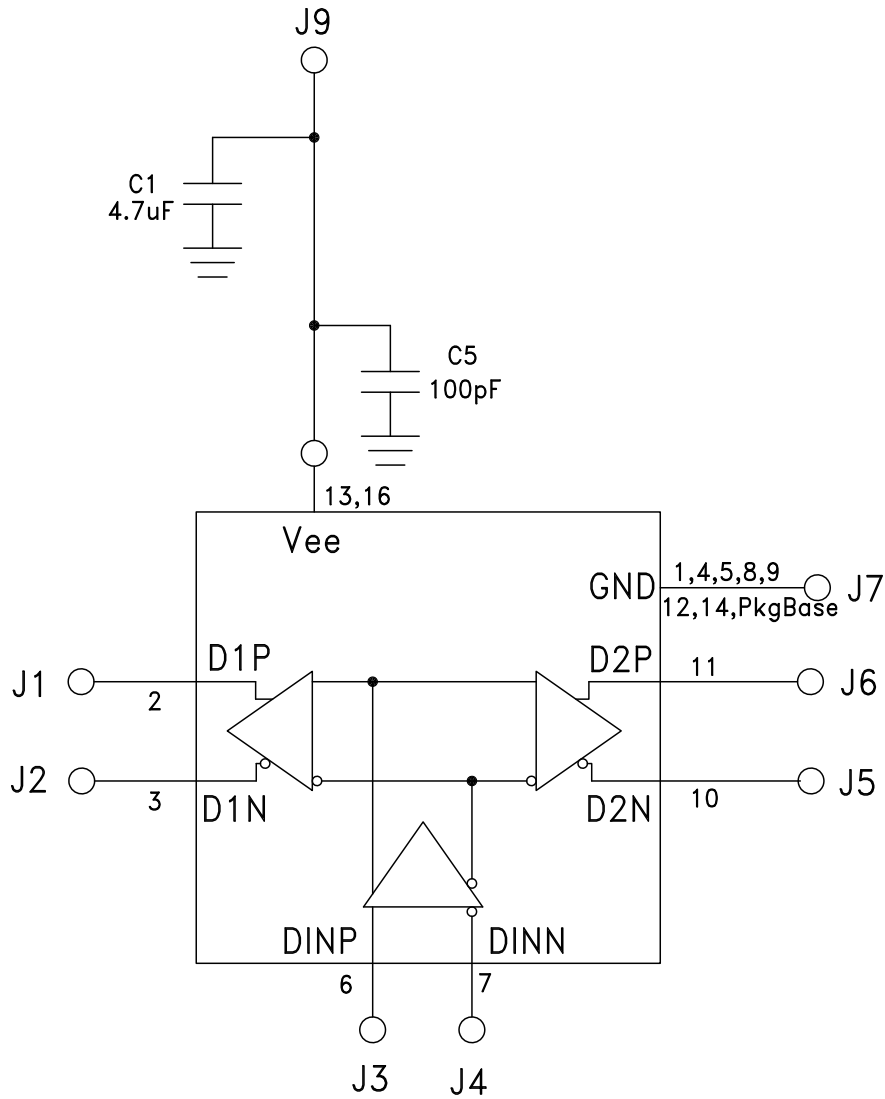 J9
C1
4.7uF
C5
100pF
13,16
Vee
GND
1,4,5,8,9
12,14,PkgBase
J7
J1
2
D1P
D2P
11
J6
J2
3
D1N
D2N
10
J5
DINP
DINN
6
7
J3
J4